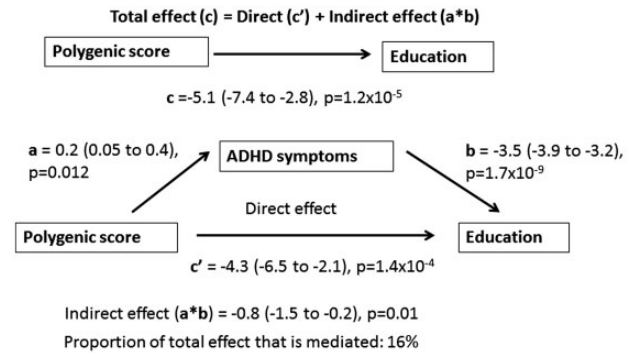 Total effect (c) = Direct (c') + Indirect effect (a*b)
Polygenic score
Education
c =-5.1 (-7.4 to -2.8), p=1.2x10⁻⁵
a = 0.2 (0.05 to 0.4),
p=0.012
ADHD symptoms
b = -3.5 (-3.9 to -3.2),
p=1.7x10⁻⁹
Direct effect
Polygenic score
Education
c' = -4.3 (-6.5 to -2.1), p=1.4x10⁻⁴
Indirect effect (a*b) = -0.8 (-1.5 to -0.2), p=0.01
Proportion of total effect that is mediated: 16%